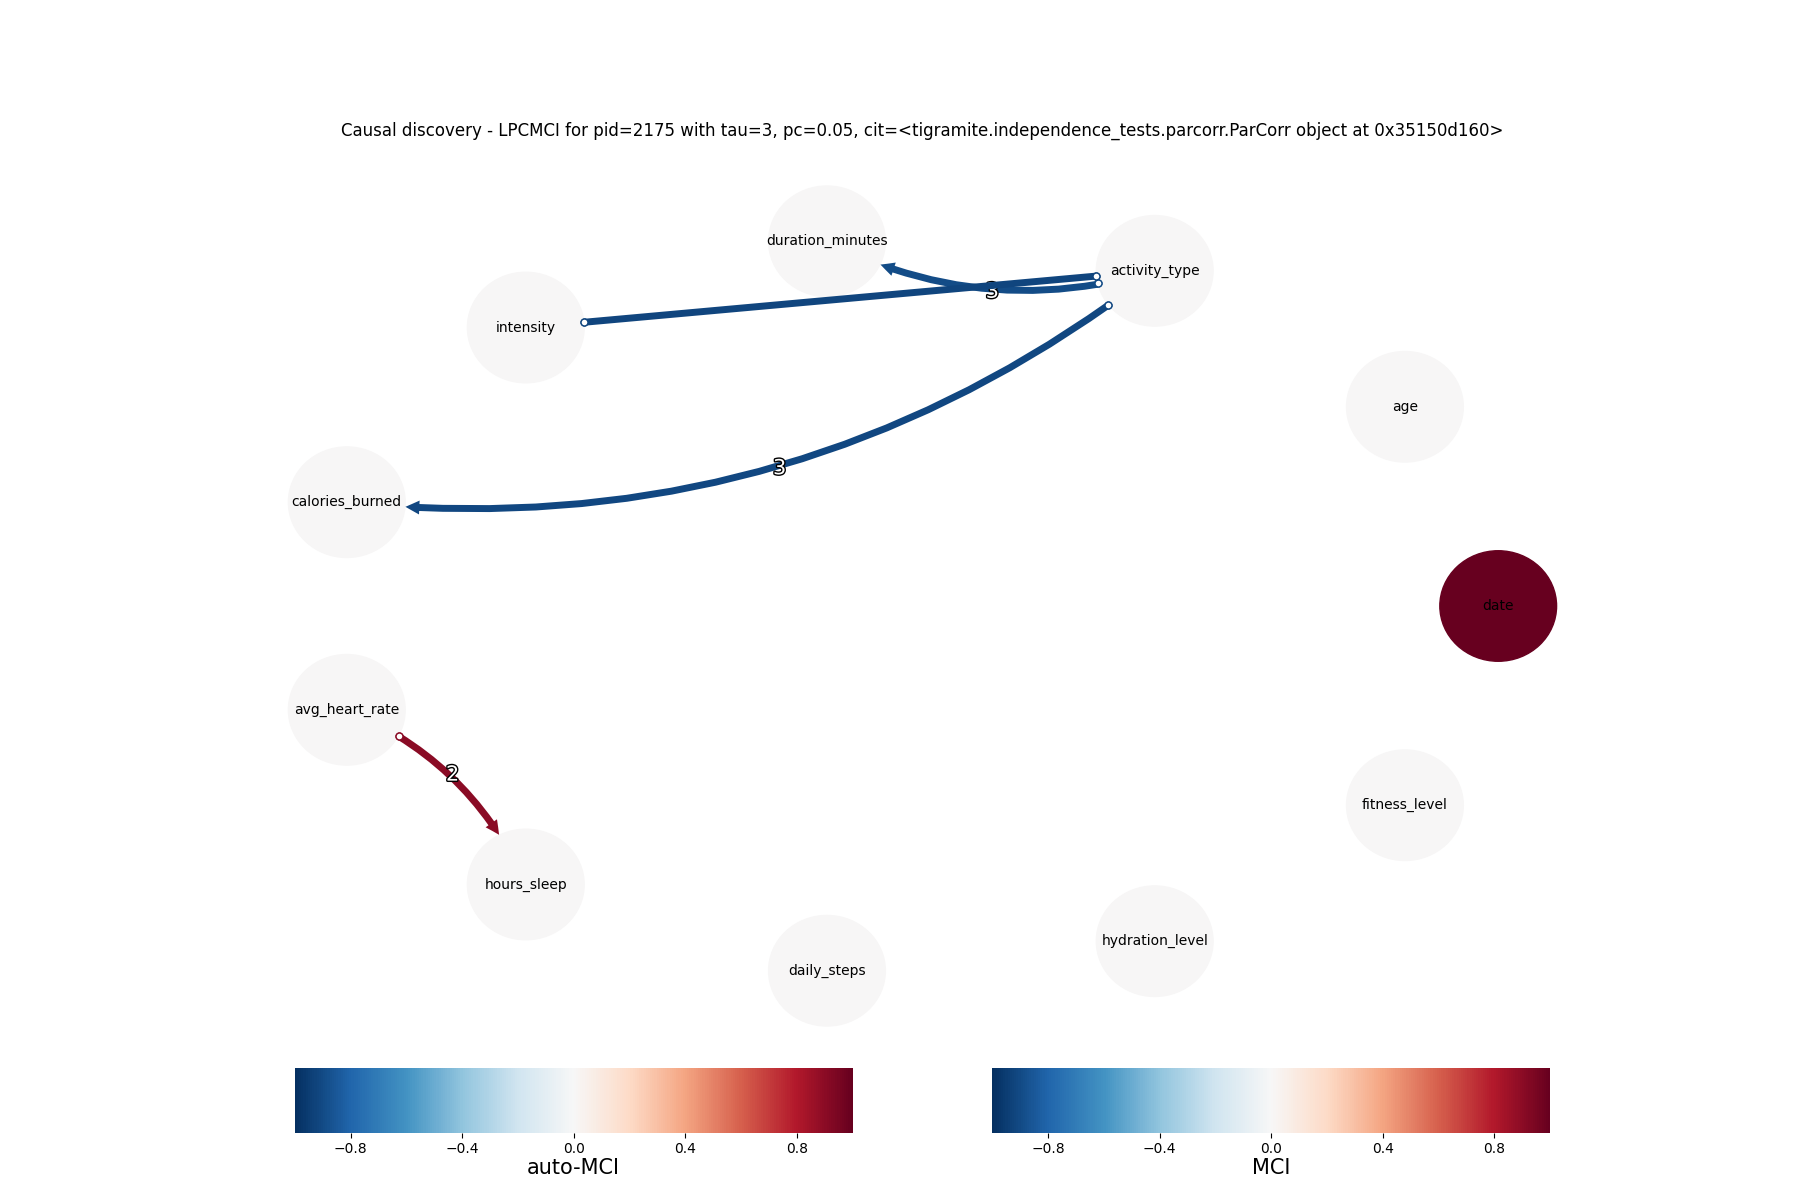 Causal discovery - LPCMCI for pid=2175 with tau=3, pc=0.05, cit=<tigramite.independence_tests.parcorr.ParCorr object at 0x35150d160>
duration_minutes
activity_type
3
intensity
age
3
calories_burned
date
avg_heart_rate
2
fitness_level
hours_sleep
hydration_level
daily_steps
−0.8 −0.4 0.0 0.4 0.8
auto-MCI
−0.8 −0.4 0.0 0.4 0.8
MCI